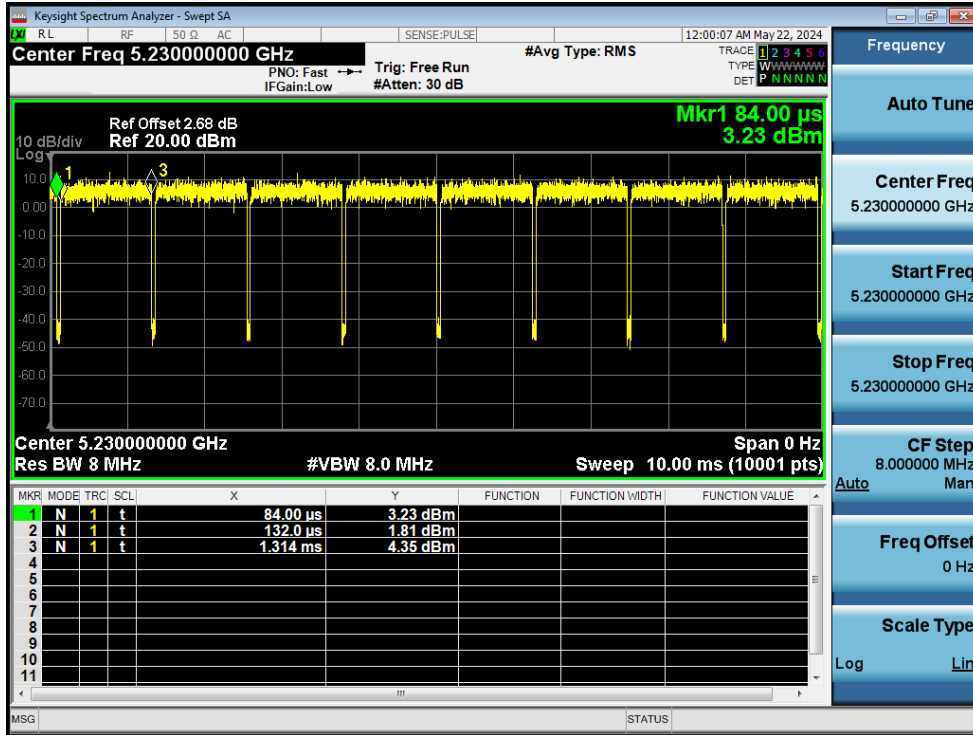 Keysight Spectrum Analyzer - Swept SA
LXI RL RF 50 Ω AC SENSE:PULSE 12:00:07 AM May 22, 2024
Center Freq 5.230000000 GHz #Avg Type: RMS TRACE 1 2 3 4 5 6
PNO: Fast Trig: Free Run TYPE WWWWWW
IFGain:Low #Atten: 30 dB DET P N N N N N
Mkr1 84.00 µs
Ref Offset 2.68 dB
10 dB/div Ref 20.00 dBm 3.23 dBm
Log
1 3
10.0
0.00
-10.0
-20.0
-30.0
-40.0
-50.0
-60.0
-70.0
Center 5.230000000 GHz Span 0 Hz
Res BW 8 MHz #VBW 8.0 MHz Sweep 10.00 ms (10001 pts)
MKR MODE TRC SCL X Y FUNCTION FUNCTION WIDTH FUNCTION VALUE
1 N 1 t 84.00 µs 3.23 dBm
2 N 1 t 132.0 µs 1.81 dBm
3 N 1 t 1.314 ms 4.35 dBm
4
5
6
7
8
9
10
11
MSG STATUS
Frequency
Auto Tune
Center Freq
5.230000000 GHz
Start Freq
5.230000000 GHz
Stop Freq
5.230000000 GHz
CF Step
8.000000 MHz
Auto Man
Freq Offset
0 Hz
Scale Type
Log Lin